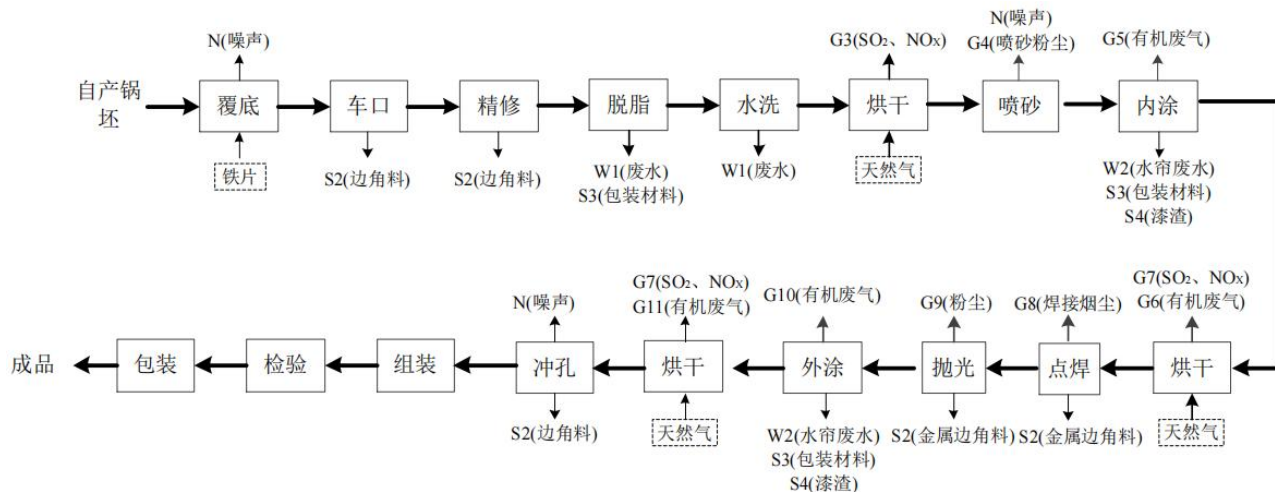 N(噪声)
G3(SO₂、NOx)
N(噪声)
G4(喷砂粉尘)
G5(有机废气)
自产锅
坯
覆底
车口
精修
脱脂
水洗
烘干
喷砂
内涂
铁片
S2(边角料)
S2(边角料)
W1(废水)
S3(包装材料)
W1(废水)
天然气
W2(水帘废水)
S3(包装材料)
S4(漆渣)
N(噪声)
G7(SO₂、NOx)
G11(有机废气)
G10(有机废气)
G9(粉尘)
G8(焊接烟尘)
G7(SO₂、NOx)
G6(有机废气)
成品
包装
检验
组装
冲孔
烘干
外涂
抛光
点焊
烘干
S2(边角料)
天然气
W2(水帘废水)
S3(包装材料)
S4(漆渣)
S2(金属边角料)
S2(金属边角料)
天然气